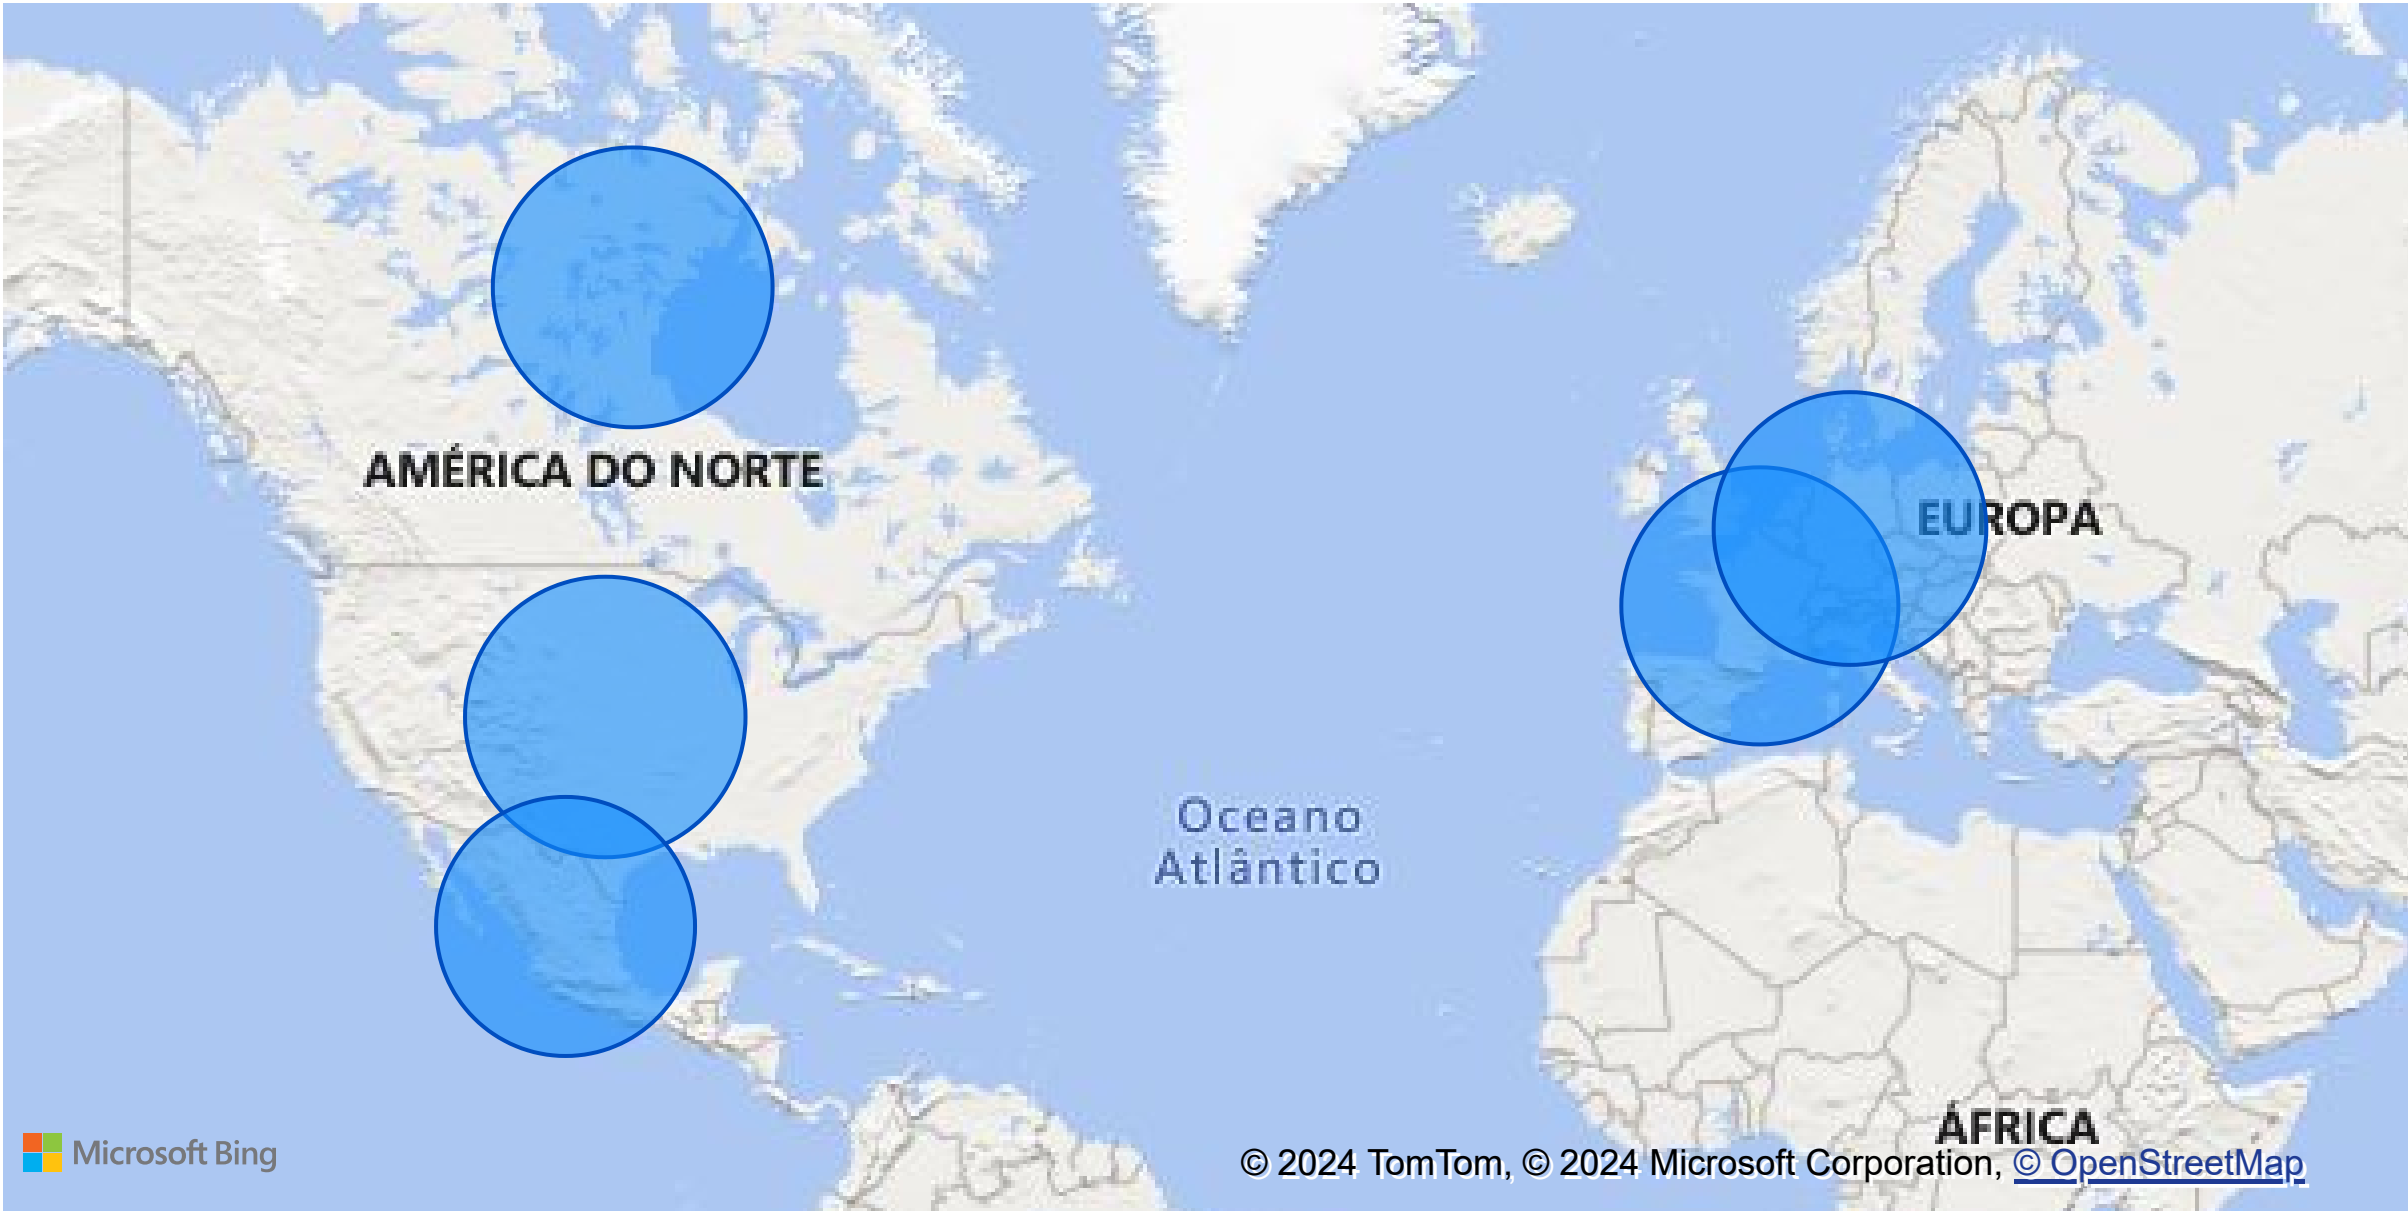 AMÉRICA DO NORTE
EUROPA
Oceano
Atlântico
ÁFRICA
Microsoft Bing
© 2024 TomTom, © 2024 Microsoft Corporation, © OpenStreetMap